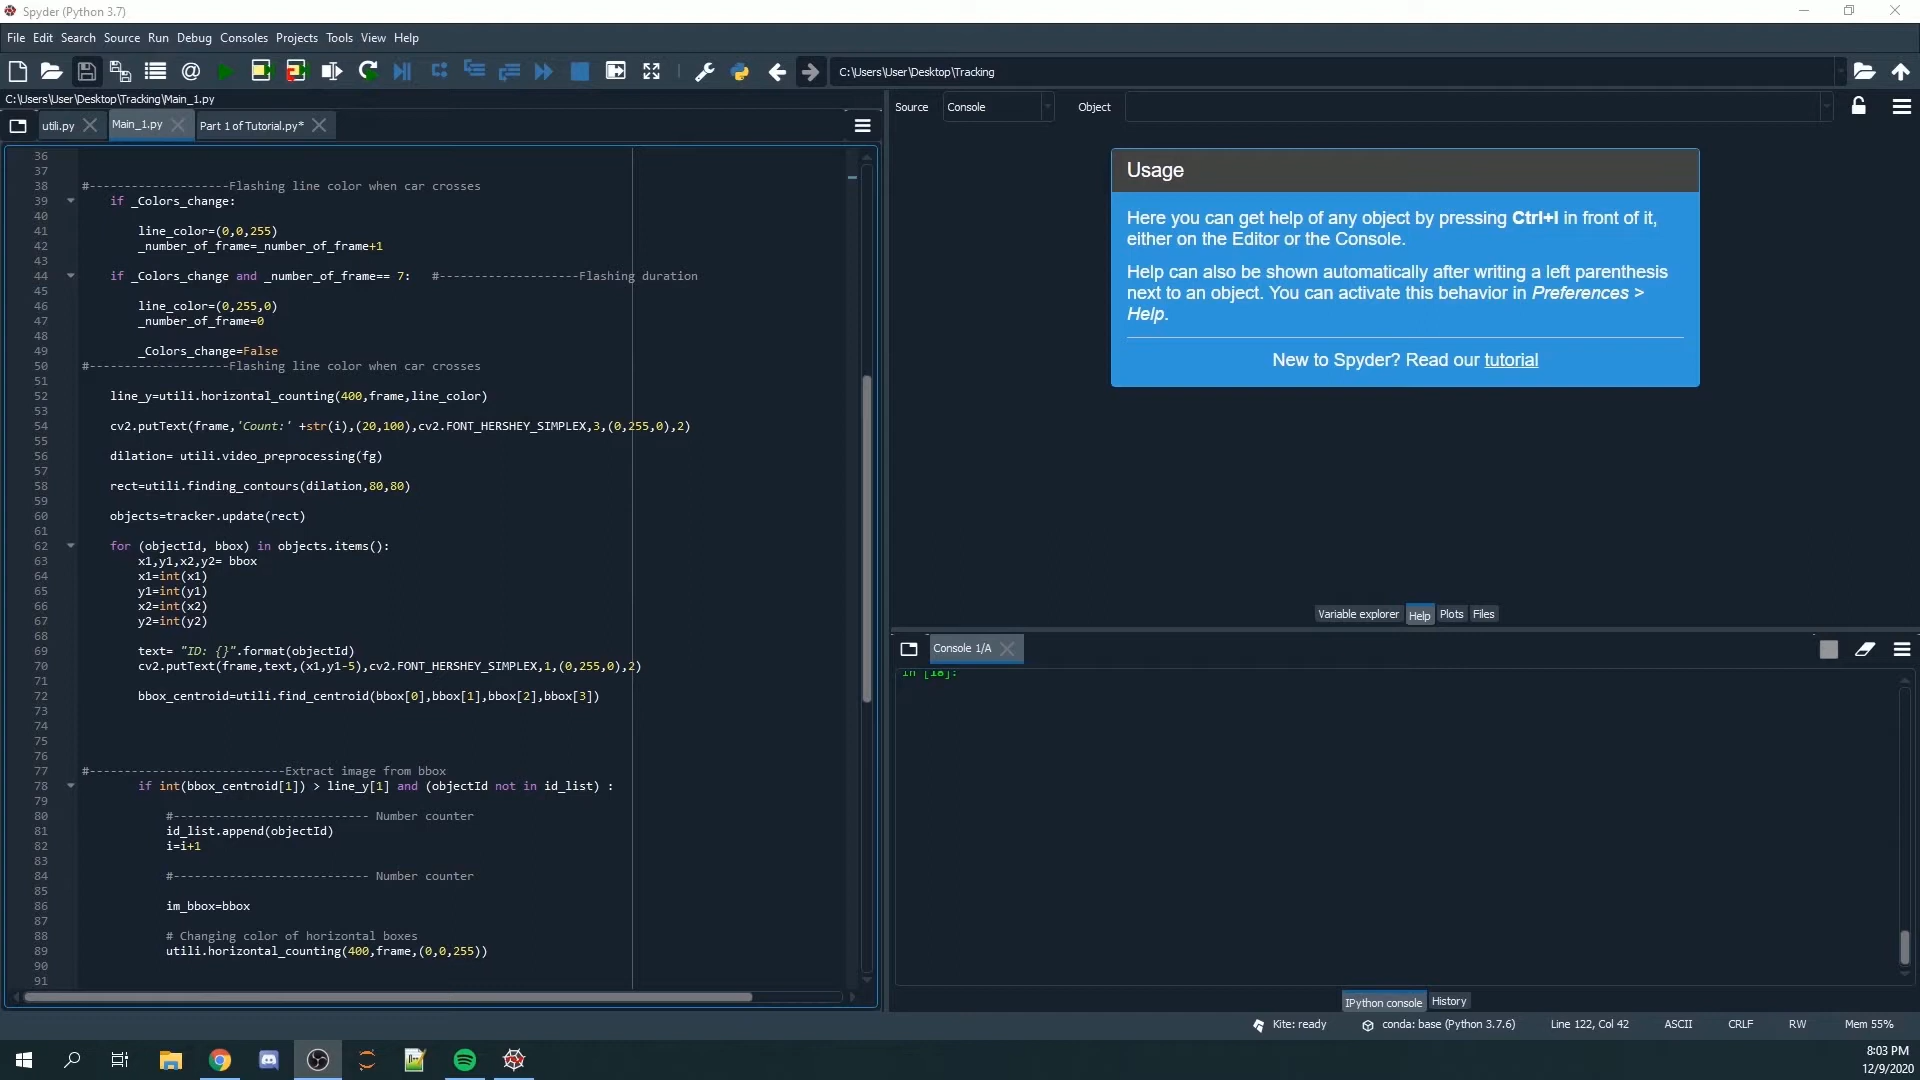 Spyder (Python 3.7)
File Edit Search Source Run Debug Consoles Projects Tools View Help
C:\Users\User\Desktop\Tracking
C:\Users\User\Desktop\Tracking\Main_1.py
utili.py Main_1.py Part 1 of Tutorial.py*
36
37
38 #--------------------Flashing line color when car crosses
39 if _Colors_change:
40
41 line_color=(0,0,255)
42 _number_of_frame=_number_of_frame+1
43
44 if _Colors_change and _number_of_frame== 7: #--------------------Flashing duration
45
46 line_color=(0,255,0)
47 _number_of_frame=0
48
49 _Colors_change=False
50 #--------------------Flashing line color when car crosses
51
52 line_y=utili.horizontal_counting(400,frame,line_color)
53
54 cv2.putText(frame,'Count:' +str(i),(20,100),cv2.FONT_HERSHEY_SIMPLEX,3,(0,255,0),2)
55
56 dilation= utili.video_preprocessing(fg)
57
58 rect=utili.finding_contours(dilation,80,80)
59
60 objects=tracker.update(rect)
61
62 for (objectId, bbox) in objects.items():
63 x1,y1,x2,y2= bbox
64 x1=int(x1)
65 y1=int(y1)
66 x2=int(x2)
67 y2=int(y2)
68
69 text= "ID: {}".format(objectId)
70 cv2.putText(frame,text,(x1,y1-5),cv2.FONT_HERSHEY_SIMPLEX,1,(0,255,0),2)
71
72 bbox_centroid=utili.find_centroid(bbox[0],bbox[1],bbox[2],bbox[3])
73
74
75
76
77 #----------------------------Extract image from bbox
78 if int(bbox_centroid[1]) > line_y[1] and (objectId not in id_list) :
79
80 #---------------------------- Number counter
81 id_list.append(objectId)
82 i=i+1
83
84 #---------------------------- Number counter
85
86 im_bbox=bbox
87
88 # Changing color of horizontal boxes
89 utili.horizontal_counting(400,frame,(0,0,255))
90
91
Source Console Object
Usage
Here you can get help of any object by pressing Ctrl+I in front of it,
either on the Editor or the Console.
Help can also be shown automatically after writing a left parenthesis
next to an object. You can activate this behavior in Preferences >
Help.
New to Spyder? Read our tutorial
Variable explorer Help Plots Files
Console 1/A
In [18]:
IPython console History
Kite: ready conda: base (Python 3.7.6) Line 122, Col 42 ASCII CRLF RW Mem 55%
8:03 PM
12/9/2020